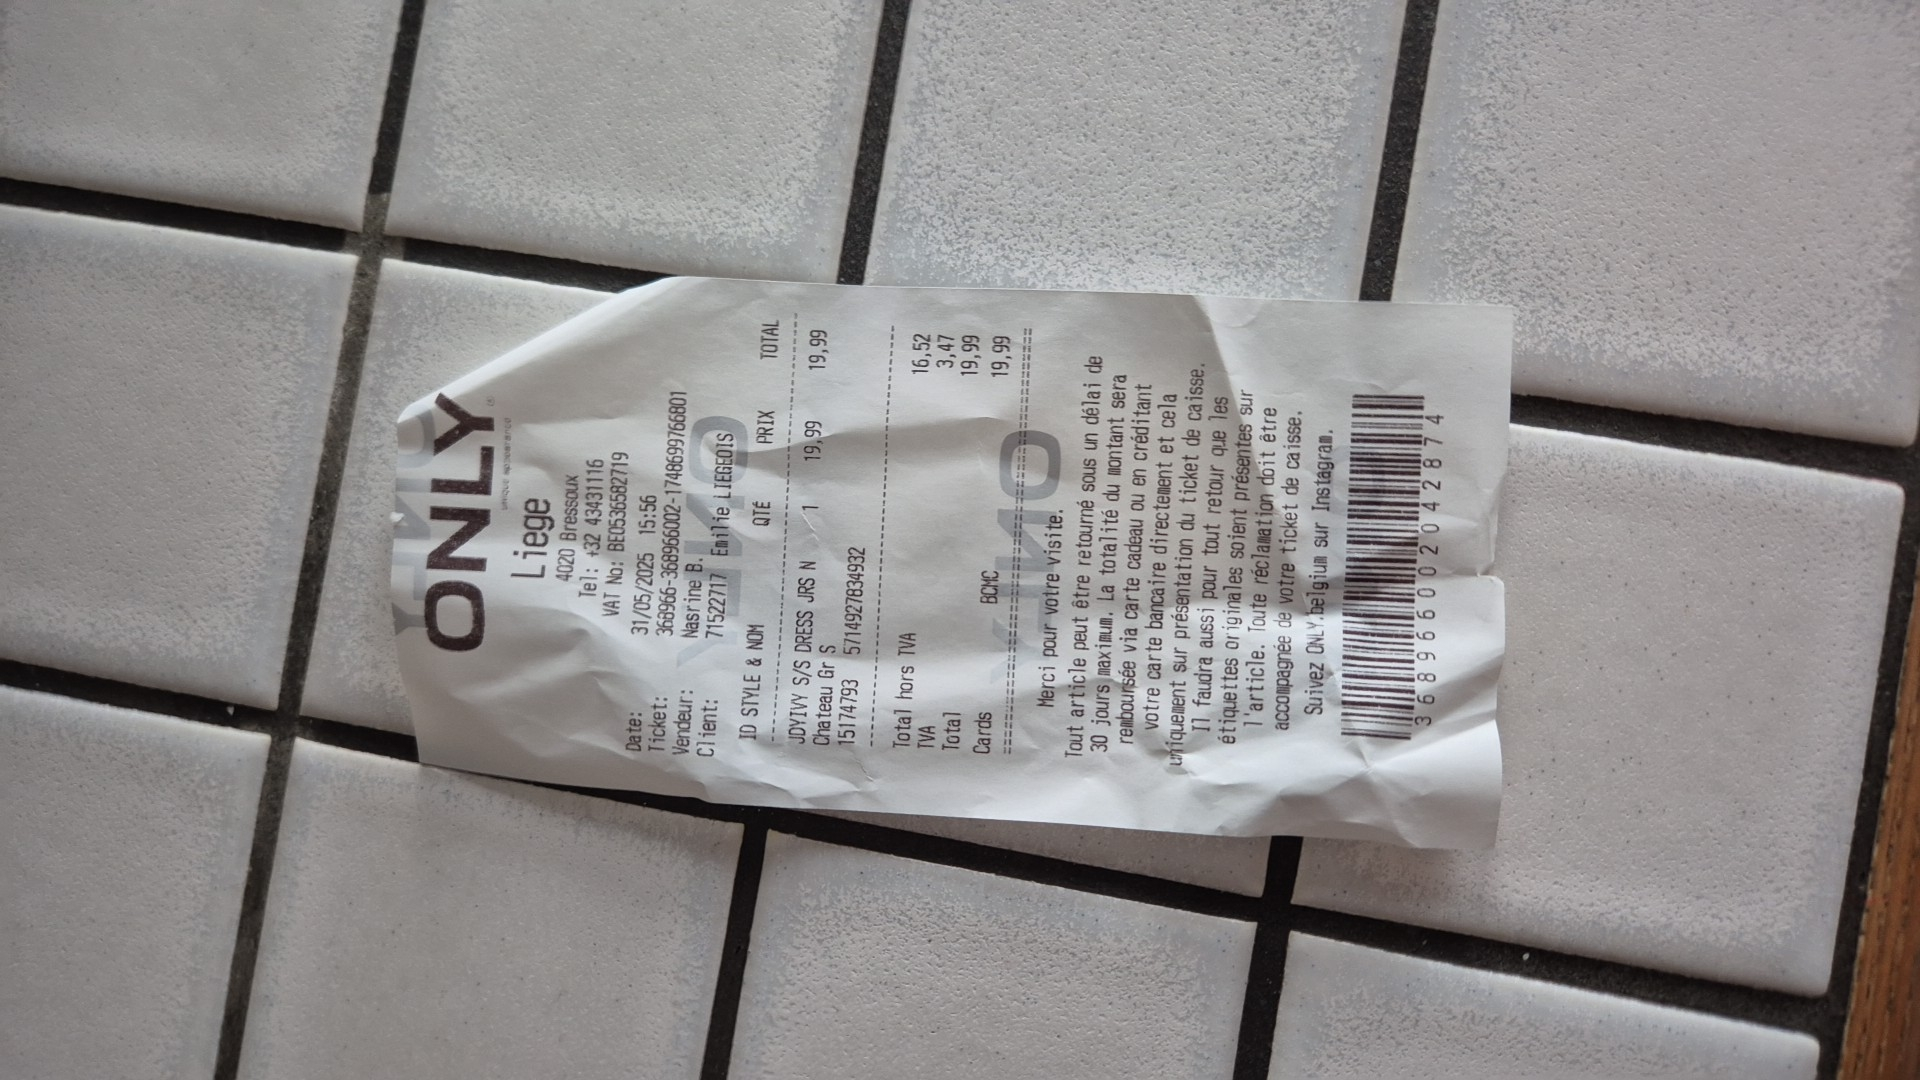 ONLY
Liege
4020 Bressoux
Tel: +32 43431116
VAT No: BE0536582719
Date: 31/05/2025 15:56
Ticket: 368966-368966002-1748699766801
Vendeur: Nasrine B.
Client: 71522717 Emilie LIEGEOIS
ID STYLE & NOM QTÉ PRIX TOTAL
JDYIVY S/S DRESS JRS N 1 19,99 19,99
Chateau Gr S
15174793 5714927834932
Total hors TVA 16,52
TVA 3,47
Total 19,99
Cards BCMC 19,99
Merci pour votre visite.
Tout article peut être retourné sous un délai de
30 jours maximum. La totalité du montant sera
remboursée via carte cadeau ou en créditant
votre carte bancaire directement et cela
uniquement sur présentation du ticket de caisse.
Il faudra aussi pour tout retour que les
étiquettes originales soient présentes sur
l'article. Toute réclamation doit être
accompagnée de votre ticket de caisse.
Suivez ONLY.belgium sur Instagram.
368966002042874